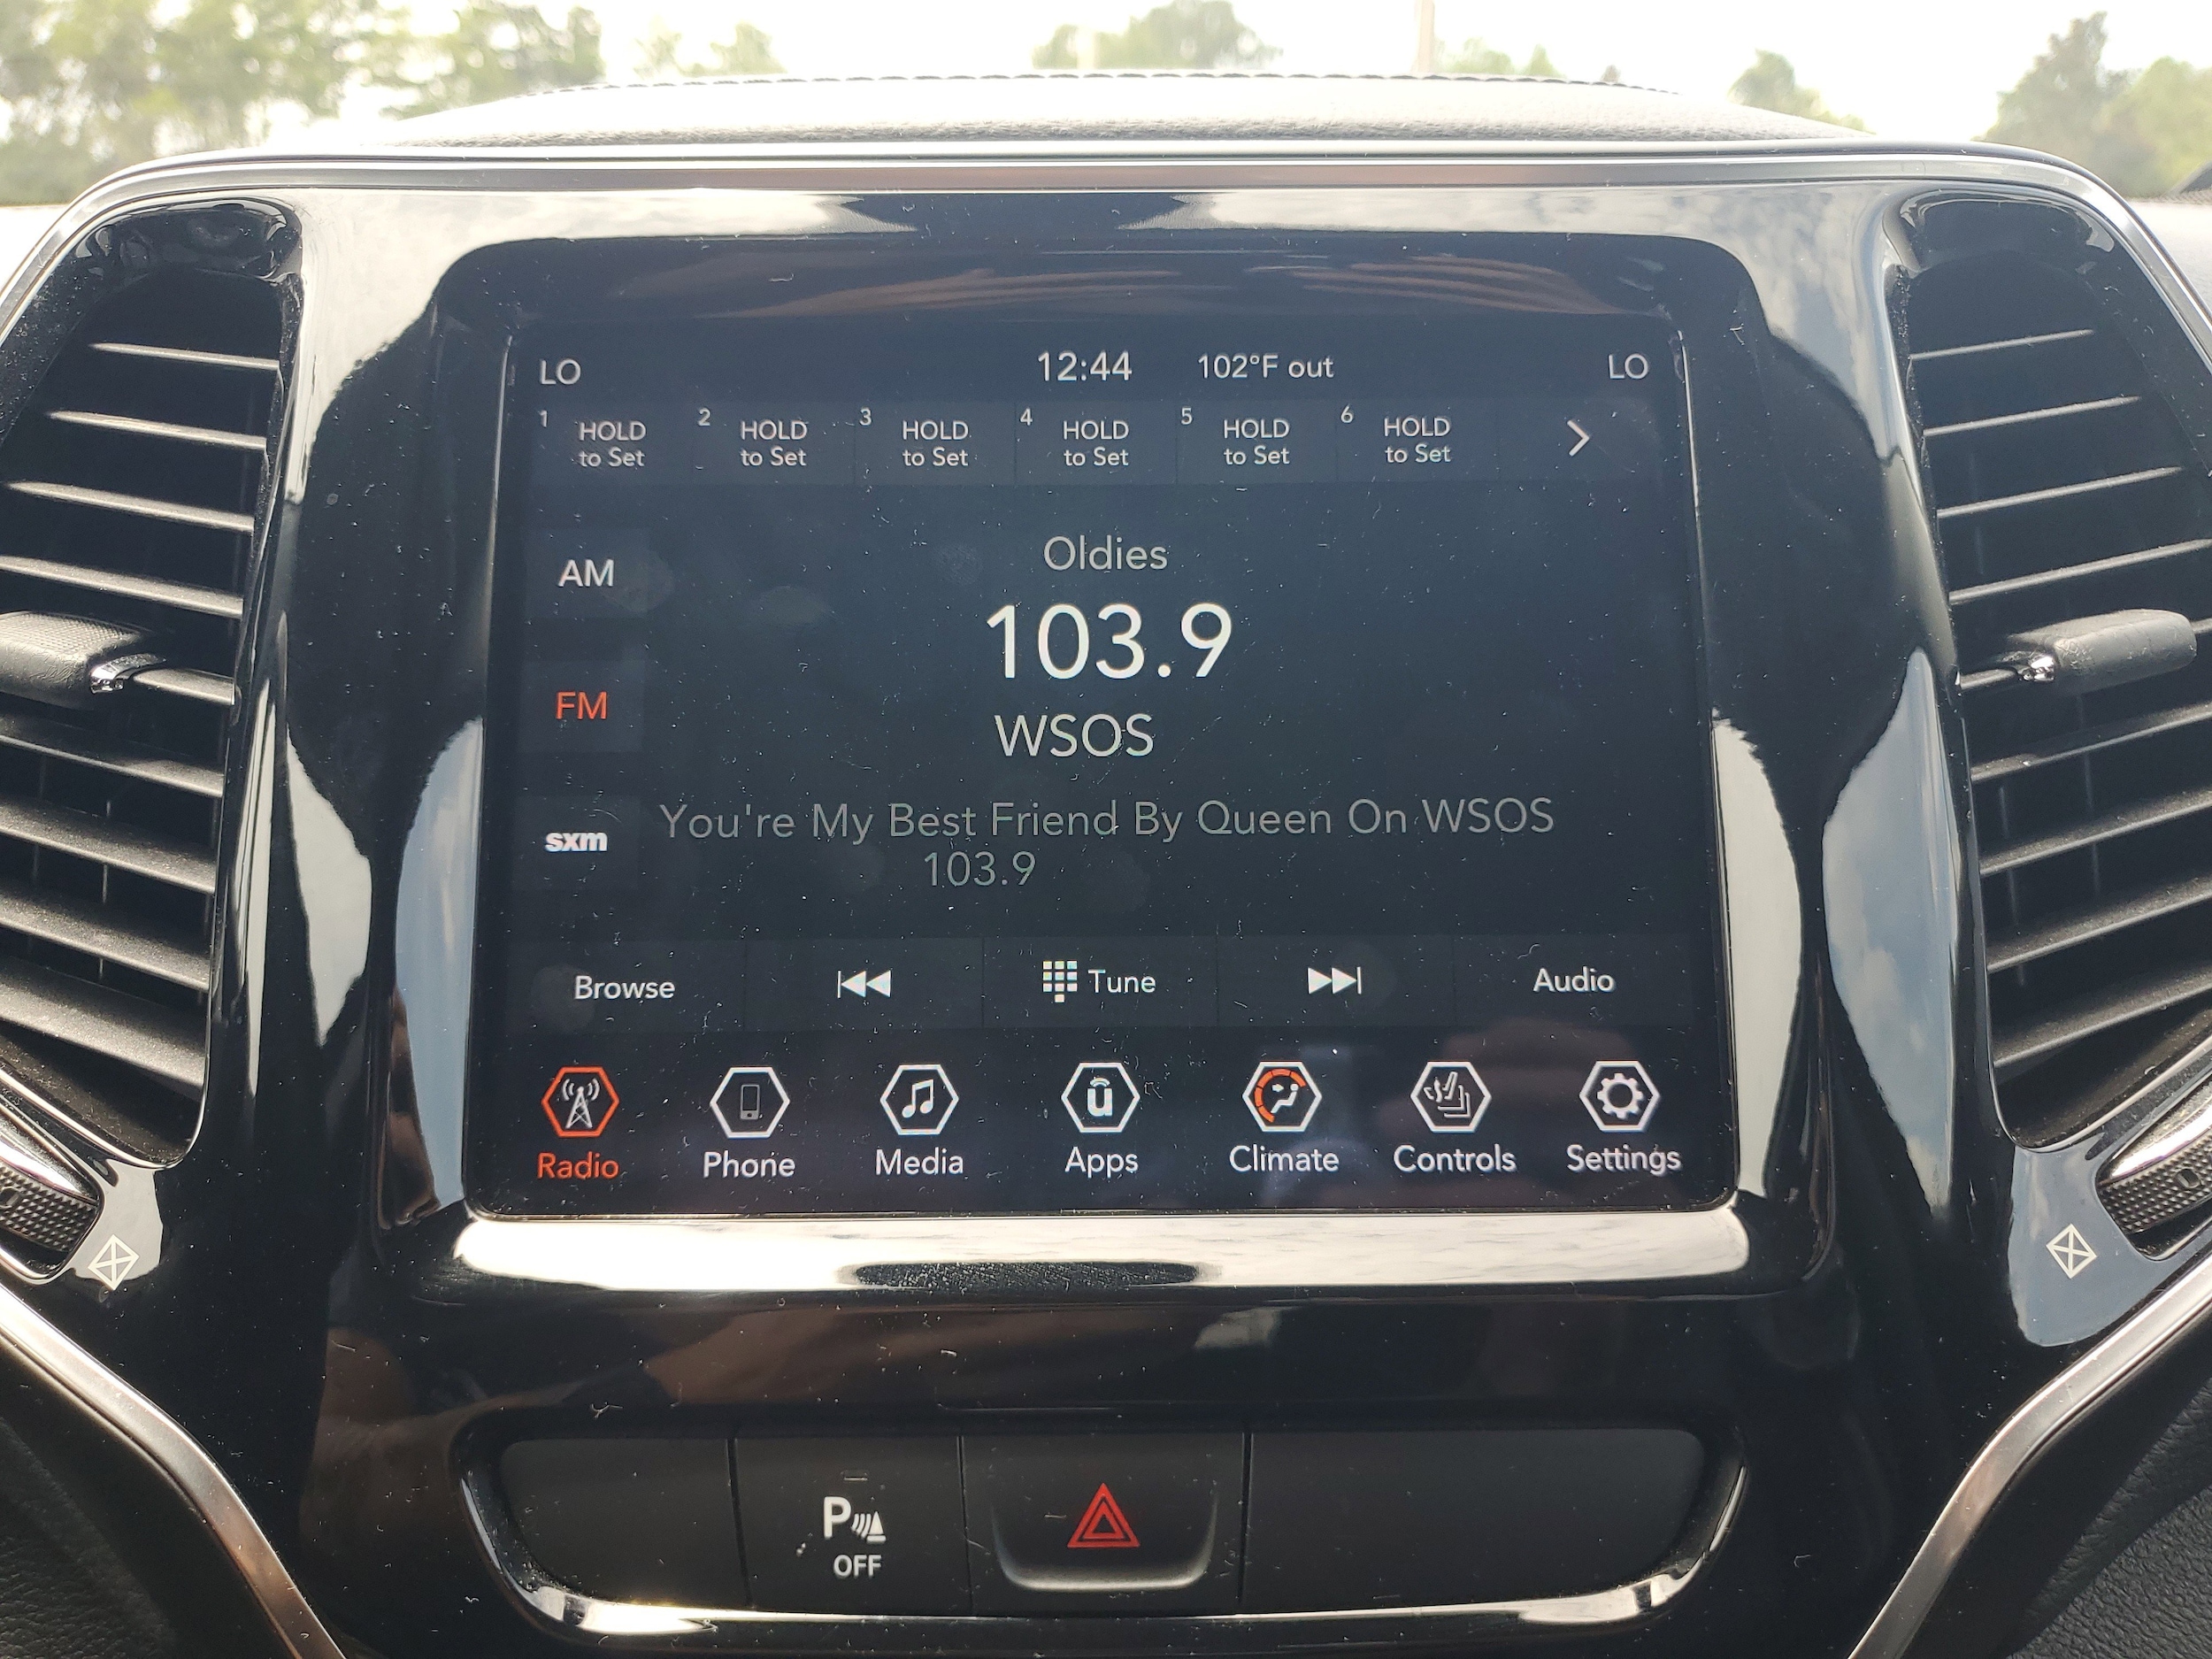 LO 12:44 102°F out LO
1 HOLD to Set
2 HOLD to Set
3 HOLD to Set
4 HOLD to Set
5 HOLD to Set
6 HOLD to Set
Oldies
AM
103.9
FM
WSOS
You're My Best Friend By Queen On WSOS
103.9
sxm
Browse Tune Audio
u
Radio Phone Media Apps Climate Controls Settings
P
OFF